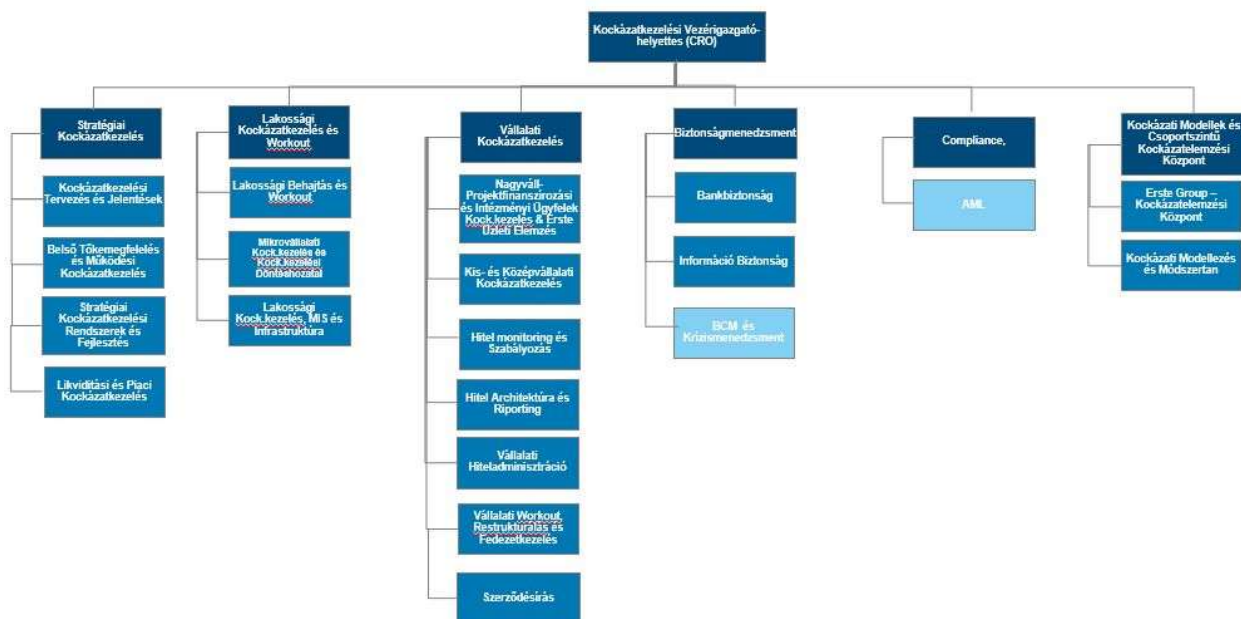 Kockázatkezelési Vezérigazgató-
helyettes (CRO)
Stratégiai
Kockázatkezelés
Kockázatkezelési
Tervezés és Jelentések
Belső Tőkemegfelelés
és Működési
Kockázatkezelés
Stratégiai
Kockázatkezelési
Rendszerek és
Fejlesztés
Likviditási és Piaci
Kockázatkezelés
Lakossági
Kockázatkezelés és
Workout
Lakossági Behajtás és
Workout
Mikrovállalati
Kock.kezelés és
Kock.kezelési
Döntéshozatal
Lakossági
Kock.kezelés, MIS és
Infrastruktúra
Vállalati
Kockázatkezelés
Nagyváll-
Projektfinanszírozási
és Intézményi Ügyfelek
Kock.kezelés & Erste
Üzleti Elemzés
Kis- és Középvállalati
Kockázatkezelés
Hitel monitoring és
Szabályozás
Hitel Architektúra és
Riporting
Vállalati
Hiteladminisztráció
Vállalati Workout,
Restrukturálás és
Fedezetkezelés
Szerződésírás
Biztonságmenedzsment
Bankbiztonság
Információ Biztonság
BCM és
Krízismenedzsment
Compliance,
AML
Kockázati Modellek és
Csoportszintű
Kockázatelemzési
Központ
Erste Group –
Kockázatelemzési
Központ
Kockázati Modellezés
és Módszertan